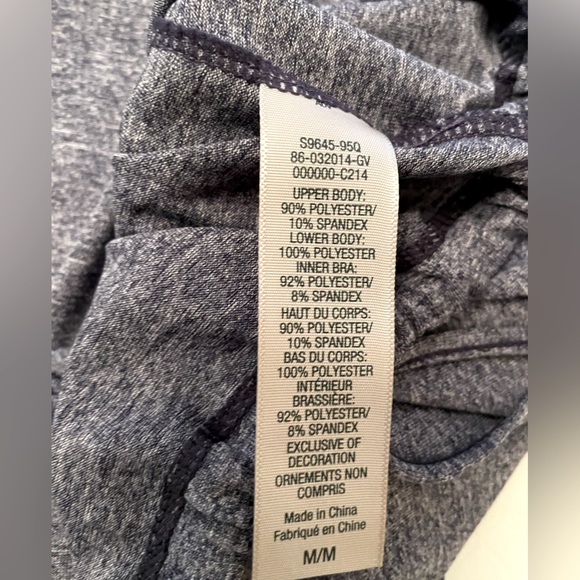 S9645-95Q
86-032014-GV
000000-C214
UPPER BODY:
90% POLYESTER/
10% SPANDEX
LOWER BODY:
100% POLYESTER
INNER BRA:
92% POLYESTER/
8% SPANDEX
HAUT DU CORPS:
90% POLYESTER/
10% SPANDEX
BAS DU CORPS:
100% POLYESTER
INTÉRIEUR
BRASSIÈRE:
92% POLYESTER/
8% SPANDEX
EXCLUSIVE OF
DECORATION
ORNEMENTS NON
COMPRIS
Made in China
Fabriqué en Chine
M/M